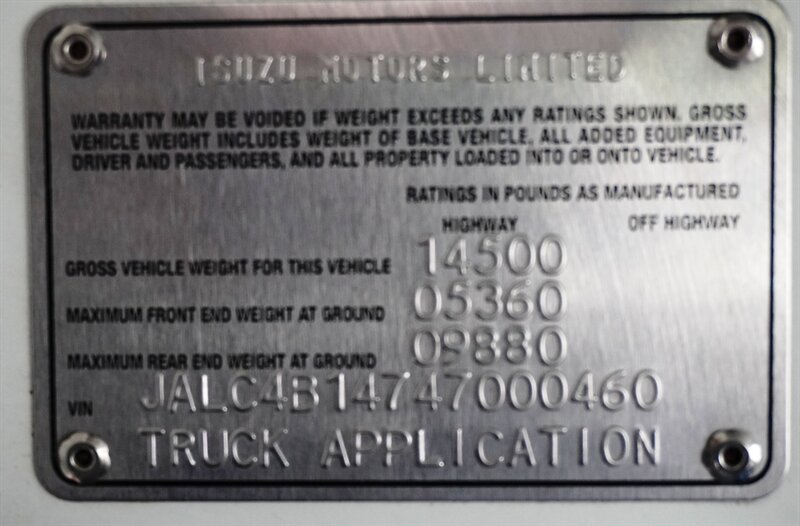 ISUZU MOTORS LIMITED
WARRANTY MAY BE VOIDED IF WEIGHT EXCEEDS ANY RATINGS SHOWN. GROSS
VEHICLE WEIGHT INCLUDES WEIGHT OF BASE VEHICLE, ALL ADDED EQUIPMENT,
DRIVER AND PASSENGERS, AND ALL PROPERTY LOADED INTO OR ONTO VEHICLE.
RATINGS IN POUNDS AS MANUFACTURED
HIGHWAY OFF HIGHWAY
GROSS VEHICLE WEIGHT FOR THIS VEHICLE 14500
MAXIMUM FRONT END WEIGHT AT GROUND 05360
MAXIMUM REAR END WEIGHT AT GROUND 09880
VIN JALC4B14747000460
TRUCK APPLICATION